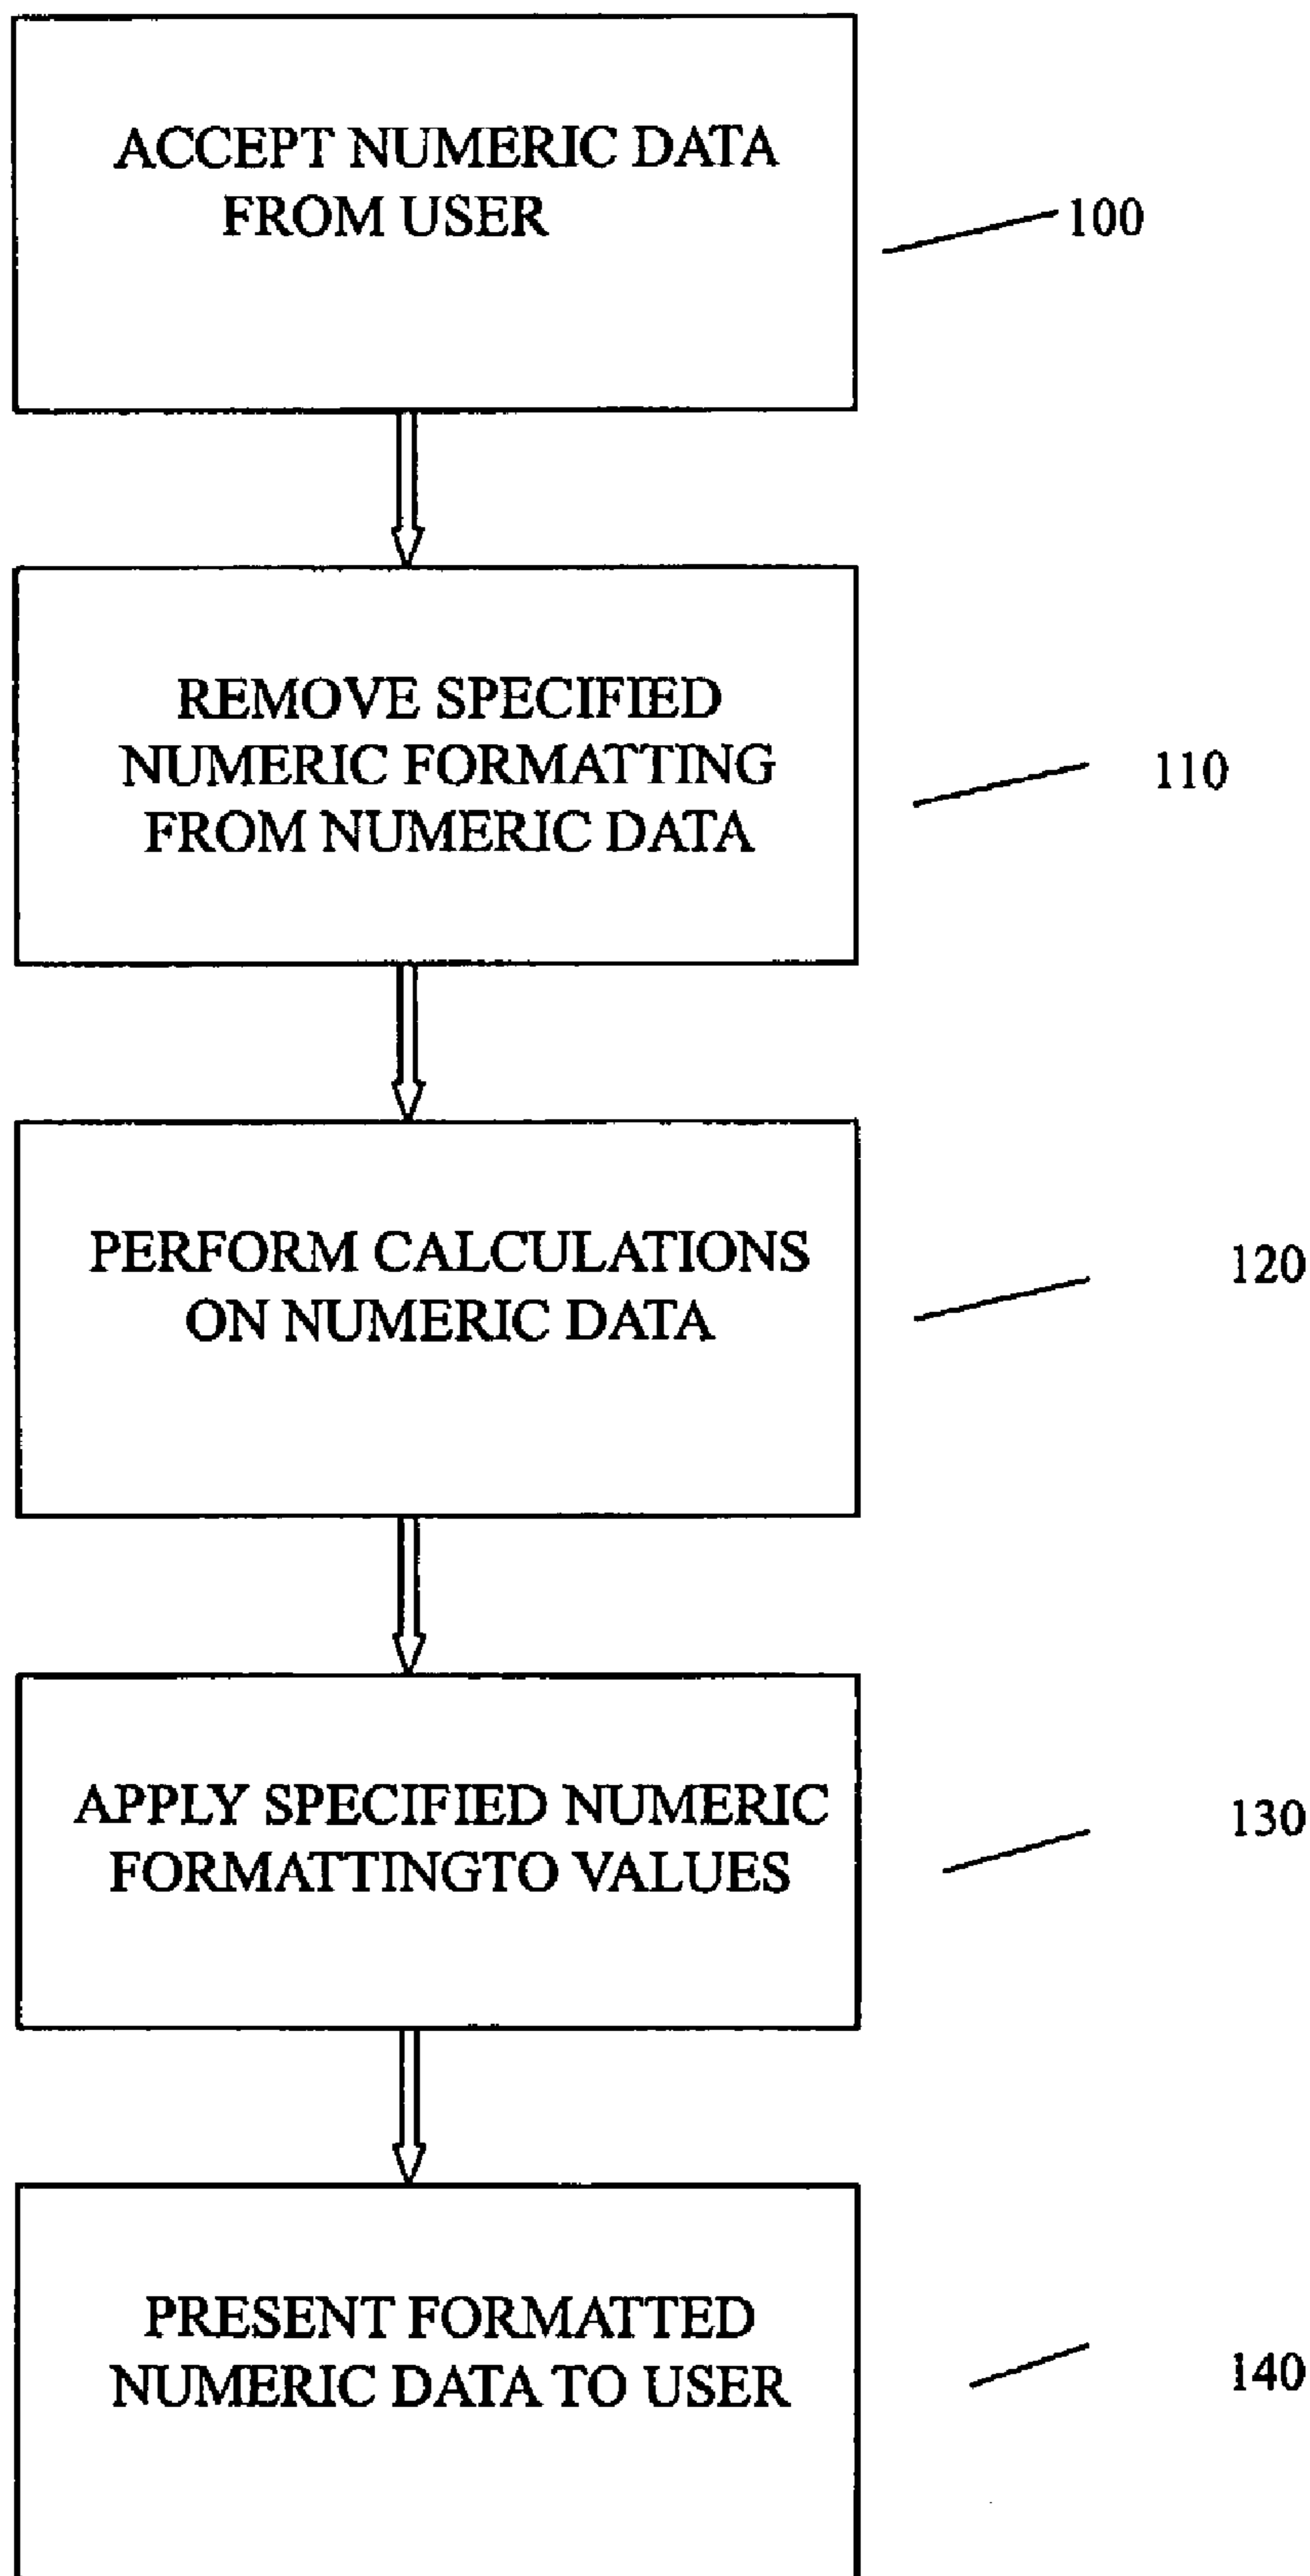 ACCEPT NUMERIC DATA
FROM USER
100
REMOVE SPECIFIED
NUMERIC FORMATTING
FROM NUMERIC DATA
110
PERFORM CALCULATIONS
ON NUMERIC DATA
120
APPLY SPECIFIED NUMERIC
FORMATTINGTO VALUES
130
PRESENT FORMATTED
NUMERIC DATA TO USER
140